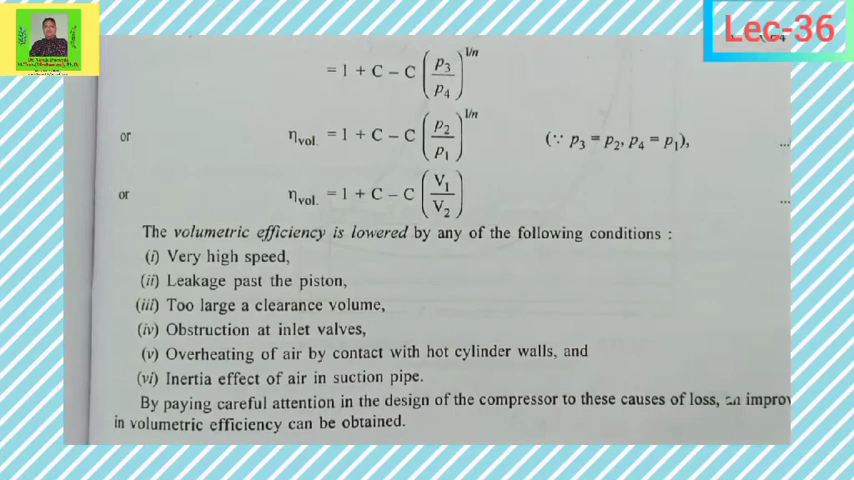 Lec-36
= 1 + C – C (p3/p4)^1/n
or η vol. = 1 + C – C (p2/p1)^1/n (∵ p3 = p2, p4 = p1), ...
or η vol. = 1 + C – C (V1/V2) ...
The volumetric efficiency is lowered by any of the following conditions :
(i) Very high speed,
(ii) Leakage past the piston,
(iii) Too large a clearance volume,
(iv) Obstruction at inlet valves,
(v) Overheating of air by contact with hot cylinder walls, and
(vi) Inertia effect of air in suction pipe.
By paying careful attention in the design of the compressor to these causes of loss, an improv
in volumetric efficiency can be obtained.